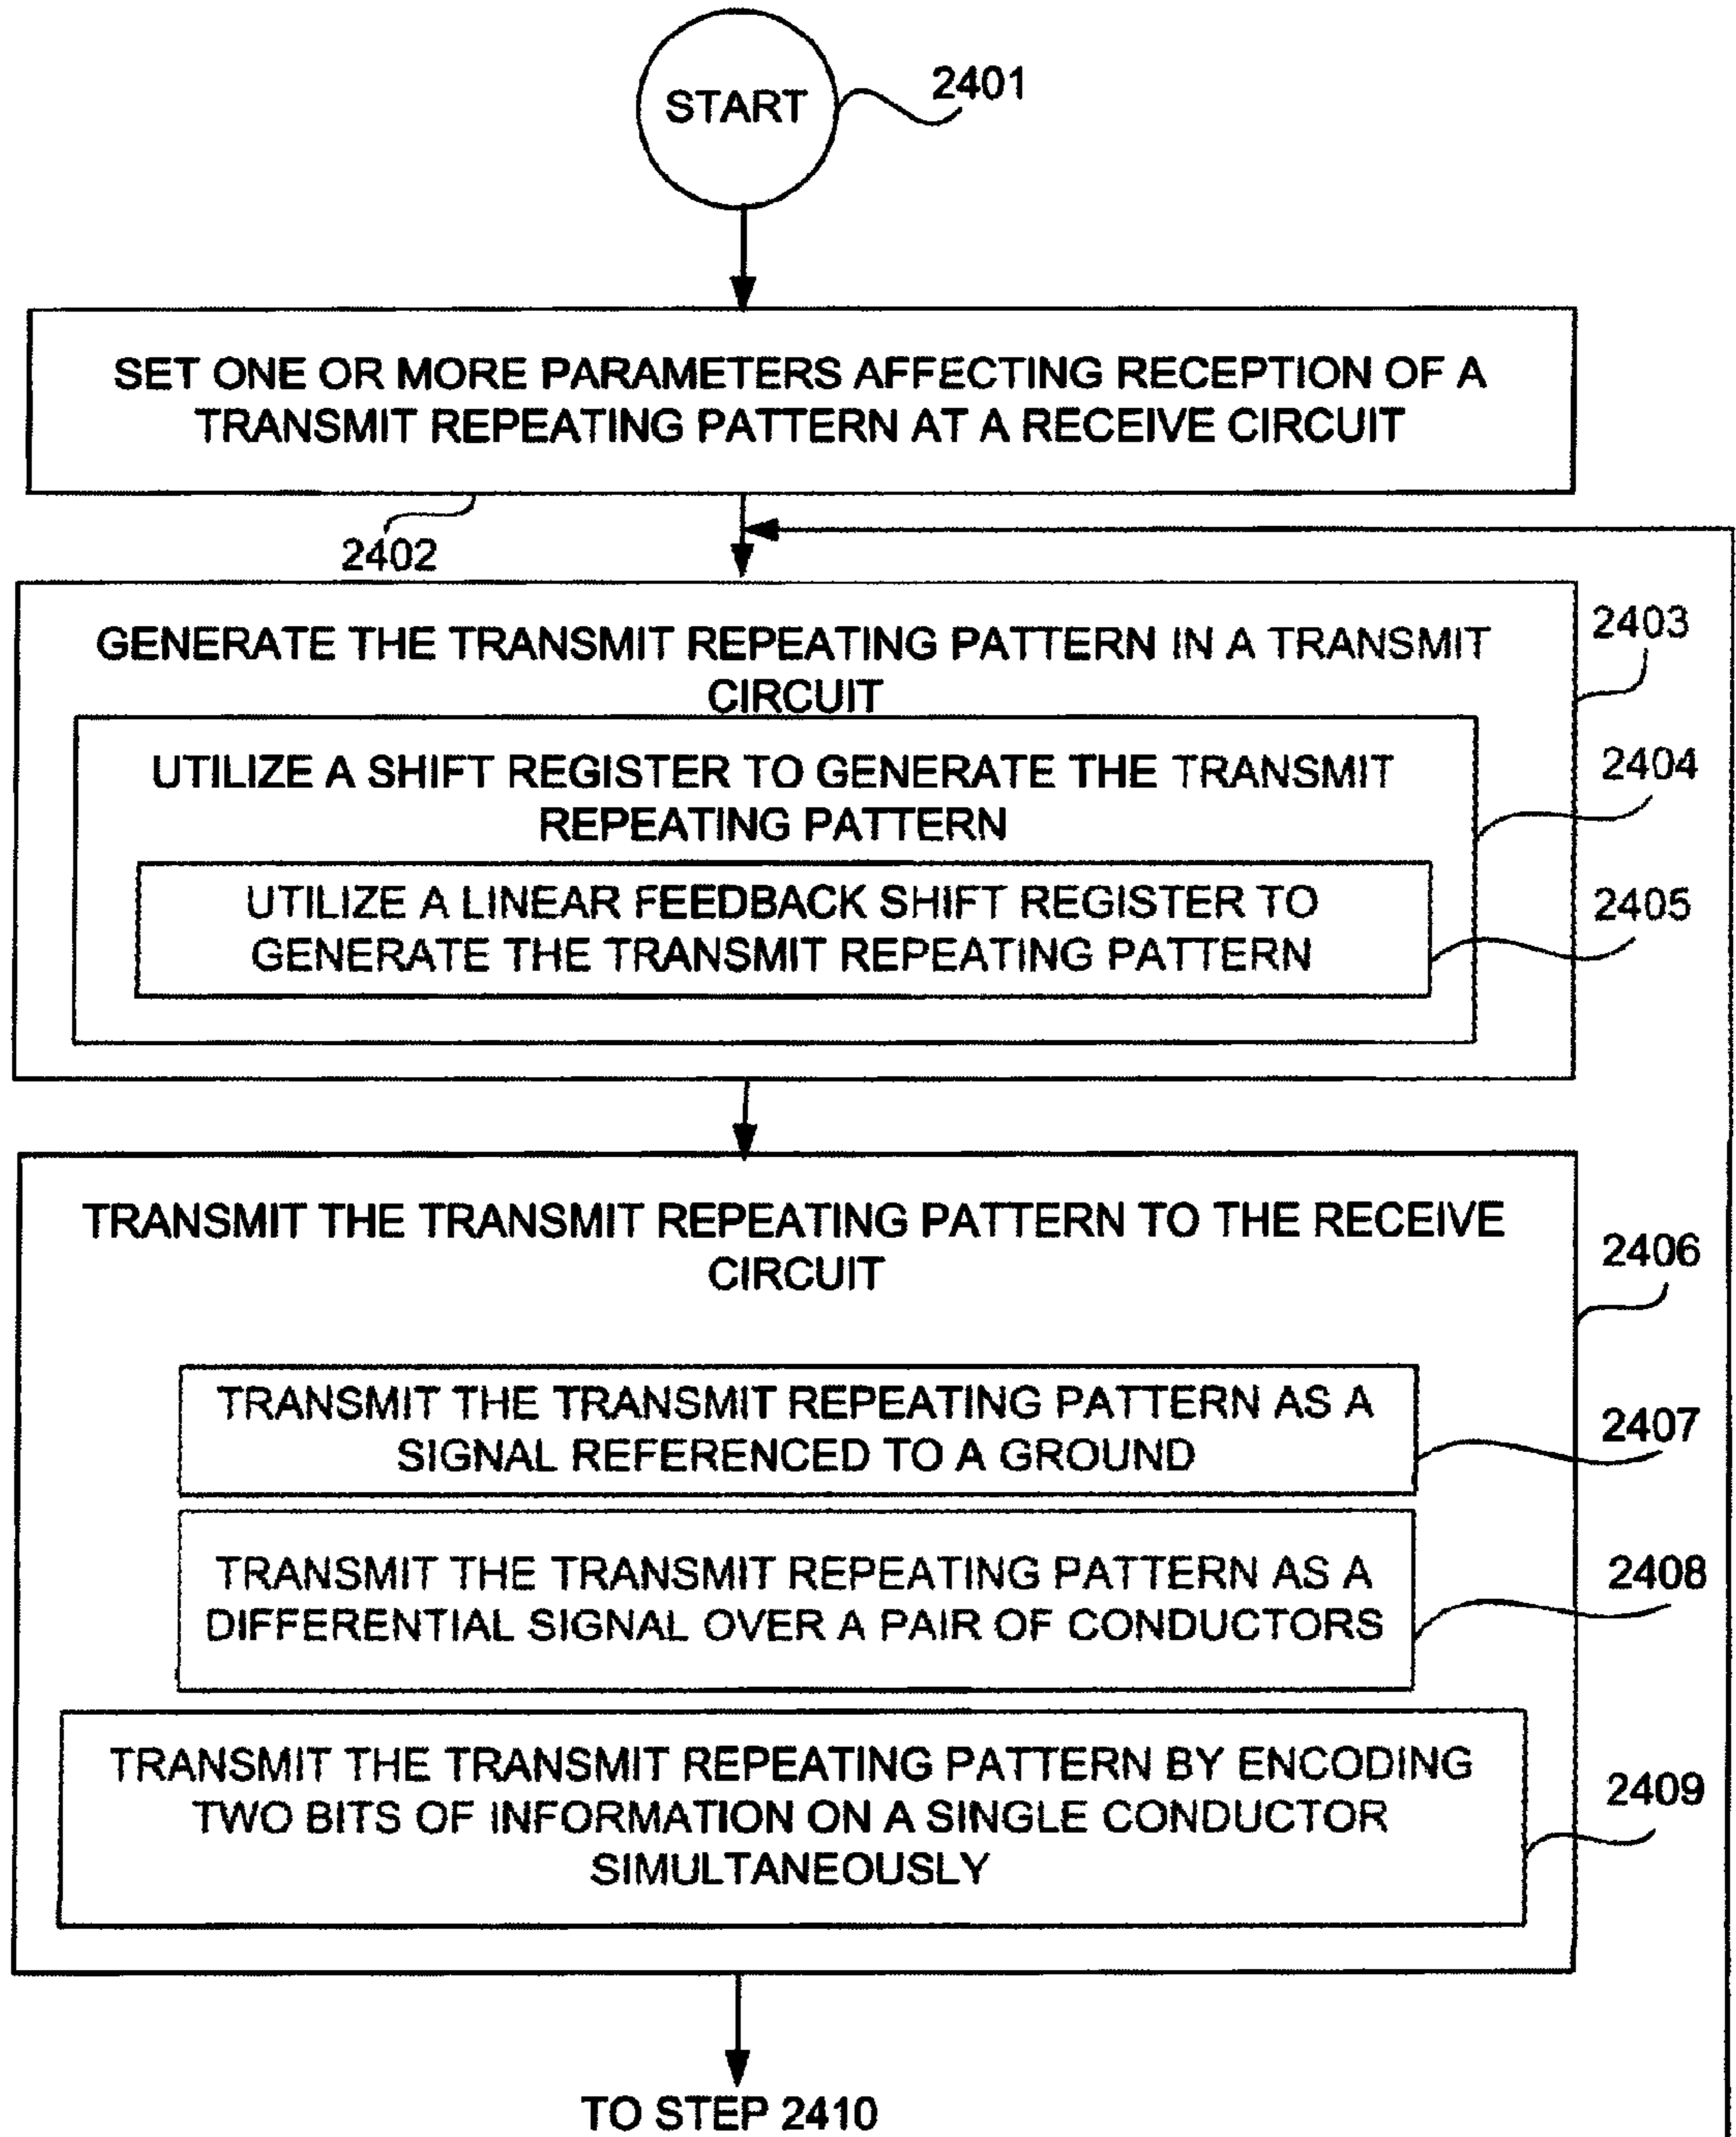 START
2401
SET ONE OR MORE PARAMETERS AFFECTING RECEPTION OF A
TRANSMIT REPEATING PATTERN AT A RECEIVE CIRCUIT
2402
GENERATE THE TRANSMIT REPEATING PATTERN IN A TRANSMIT
CIRCUIT
2403
UTILIZE A SHIFT REGISTER TO GENERATE THE TRANSMIT
REPEATING PATTERN
2404
UTILIZE A LINEAR FEEDBACK SHIFT REGISTER TO
GENERATE THE TRANSMIT REPEATING PATTERN
2405
TRANSMIT THE TRANSMIT REPEATING PATTERN TO THE RECEIVE
CIRCUIT
2406
TRANSMIT THE TRANSMIT REPEATING PATTERN AS A
SIGNAL REFERENCED TO A GROUND
2407
TRANSMIT THE TRANSMIT REPEATING PATTERN AS A
DIFFERENTIAL SIGNAL OVER A PAIR OF CONDUCTORS
2408
TRANSMIT THE TRANSMIT REPEATING PATTERN BY ENCODING
TWO BITS OF INFORMATION ON A SINGLE CONDUCTOR
SIMULTANEOUSLY
2409
TO STEP 2410